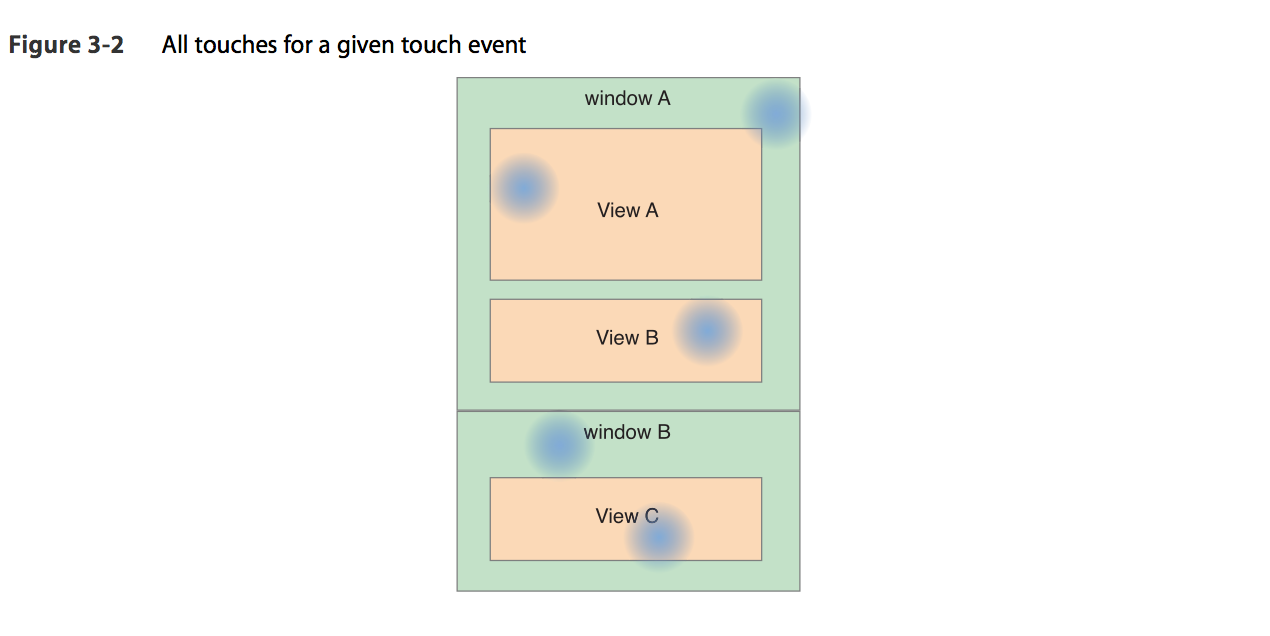 Figure 3-2 All touches for a given touch event
window A
View A
View B
window B
View C